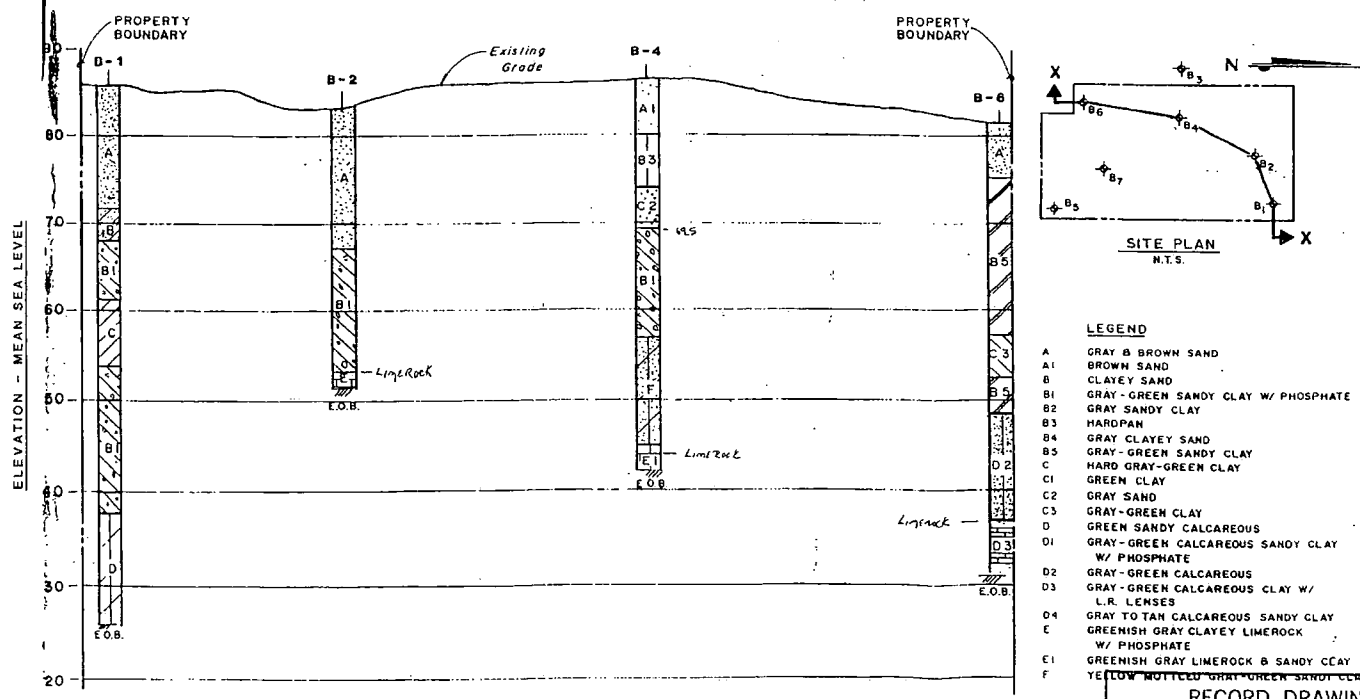 PROPERTY
BOUNDARY
PROPERTY
BOUNDARY
B-1
B-2
Existing
Grade
B-4
B-6
ELEVATION - MEAN SEA LEVEL
80
70
60
50
40
30
20
A
B
B1
C
B1
D
E.O.B.
A
B1
E
LimeRock
E.O.B.
A1
B3
C2
B1
F
E1
LimeRock
E.O.B.
A
B5
C3
B5
D2
D3
Limerock
E.O.B.
N
X
B3
B6
B4
B2
B7
B5
B1
X
SITE PLAN
N.T.S.
LEGEND
A GRAY & BROWN SAND
A1 BROWN SAND
B CLAYEY SAND
B1 GRAY-GREEN SANDY CLAY W/ PHOSPHATE
B2 GRAY SANDY CLAY
B3 HARDPAN
B4 GRAY CLAYEY SAND
B5 GRAY-GREEN SANDY CLAY
C HARD GRAY-GREEN CLAY
C1 GREEN CLAY
C2 GRAY SAND
C3 GRAY-GREEN CLAY
D GREEN SANDY CALCAREOUS
D1 GRAY-GREEN CALCAREOUS SANDY CLAY
W/ PHOSPHATE
D2 GRAY-GREEN CALCAREOUS
D3 GRAY-GREEN CALCAREOUS CLAY W/
L.R. LENSES
D4 GRAY TO TAN CALCAREOUS SANDY CLAY
E GREENISH GRAY CLAYEY LIMEROCK
W/ PHOSPHATE
E1 GREENISH GRAY LIMEROCK & SANDY CLAY
F YELLOW MOTTLED GRAY-GREEN SANDY
RECORD DRAWIN